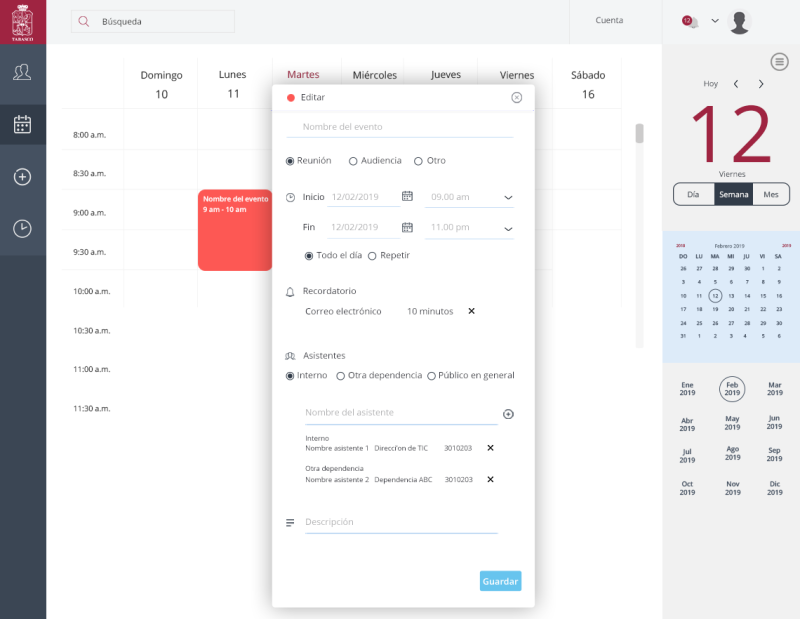 TABASCO
Búsqueda
Cuenta
12
Domingo
10
Lunes
11
Martes
Miércoles
Jueves
Viernes
Sábado
16
8:00 a.m.
8:30 a.m.
9:00 a.m.
9:30 a.m.
10:00 a.m.
10:30 a.m.
11:00 a.m.
11:30 a.m.
Nombre del evento
9 am - 10 am
Editar
Nombre del evento
Reunión Audiencia Otro
Inicio 12/02/2019 09.00 am
Fin 12/02/2019 11.00 pm
Todo el día Repetir
Recordatorio
Correo electrónico 10 minutos
Asistentes
Interno Otra dependencia Público en general
Nombre del asistente
Interno
Nombre asistente 1 Direccí'on de TIC 3010203
Otra dependencia
Nombre asistente 2 Dependencia ABC 3010203
Descripción
Guardar
Hoy
12
Viernes
Día Semana Mes
2018 Febrero 2019 2019
DO LU MA MI JU VI SA
26 27 28 29 30 1 2
3 4 5 6 7 8 9
10 11 12 13 14 15 16
17 18 19 20 21 22 23
24 25 26 27 28 29 30
31 1 2 3 4 5 6
Ene 2019
Feb 2019
Mar 2019
Abr 2019
May 2019
Jun 2019
Jul 2019
Ago 2019
Sep 2019
Oct 2019
Nov 2019
Dic 2019